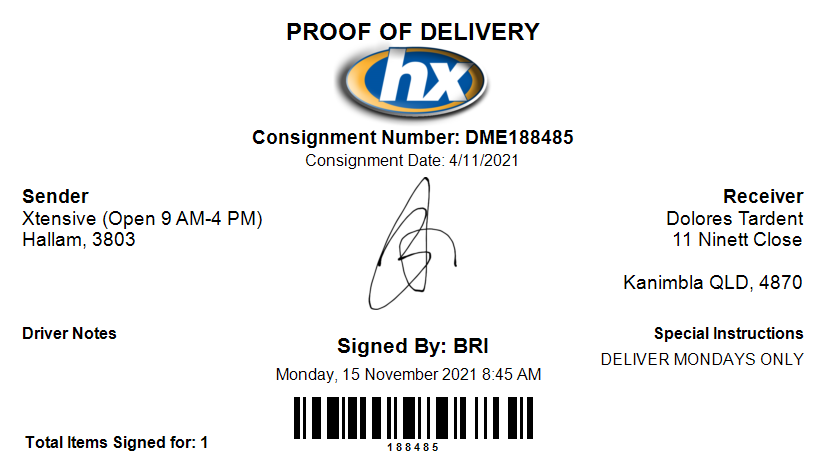 PROOF OF DELIVERY
hx
Consignment Number: DME188485
Consignment Date: 4/11/2021
Sender
Xtensive (Open 9 AM-4 PM)
Hallam, 3803
Receiver
Dolores Tardent
11 Ninett Close
Kanimbla QLD, 4870
Driver Notes
Signed By: BRI
Monday, 15 November 2021 8:45 AM
Special Instructions
DELIVER MONDAYS ONLY
188485
Total Items Signed for: 1